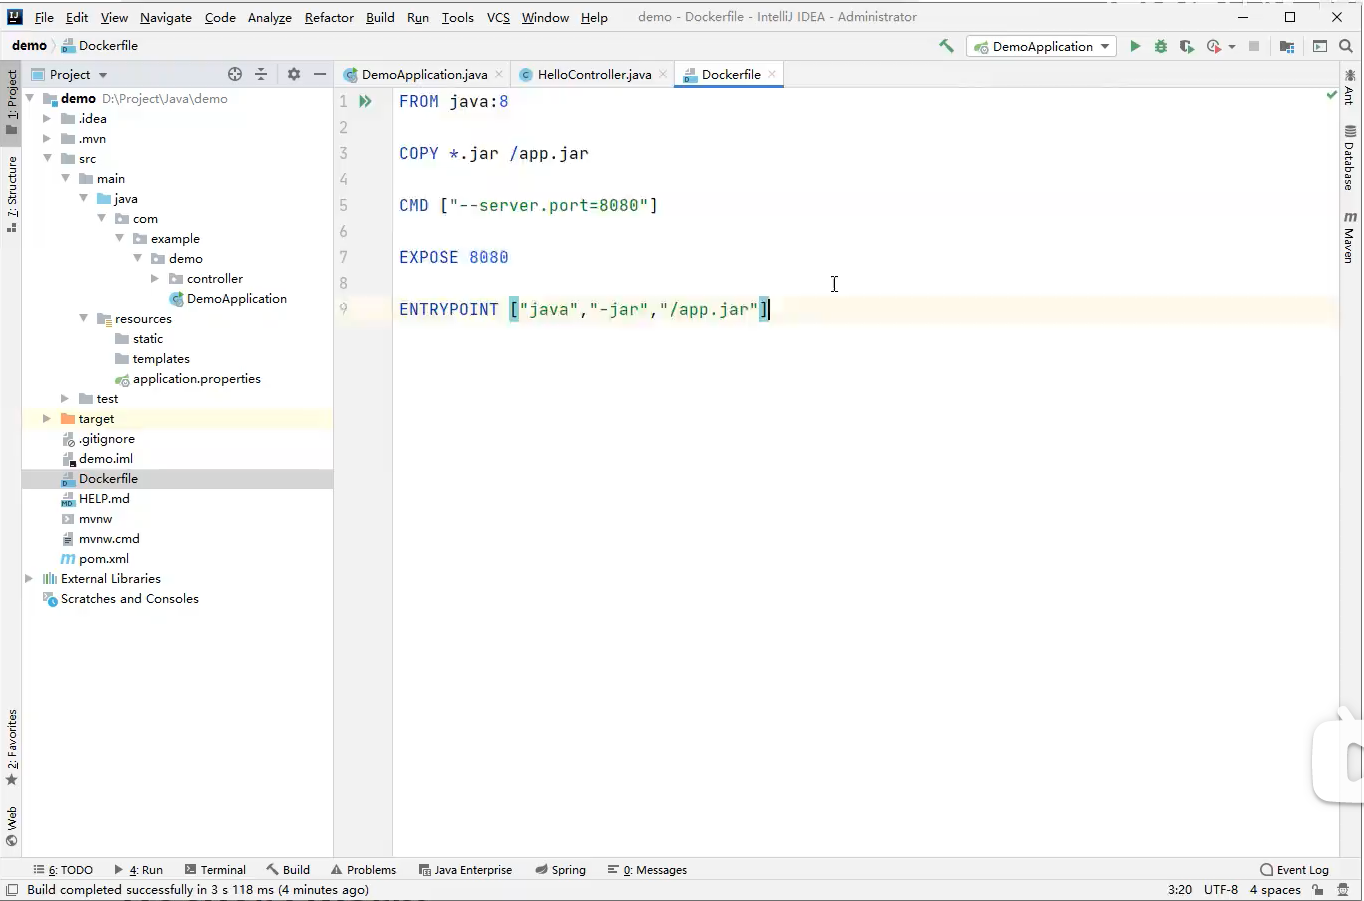 File Edit View Navigate Code Analyze Refactor Build Run Tools VCS Window Help demo - Dockerfile - IntelliJ IDEA - Administrator
demo Dockerfile DemoApplication
Project DemoApplication.java HelloController.java Dockerfile
demo D:\Project\Java\demo
.idea
.mvn
src
main
java
com
example
demo
controller
DemoApplication
resources
static
templates
application.properties
test
target
.gitignore
demo.iml
Dockerfile
HELP.md
mvnw
mvnw.cmd
pom.xml
External Libraries
Scratches and Consoles
1 FROM java:8
2
3 COPY *.jar /app.jar
4
5 CMD ["--server.port=8080"]
6
7 EXPOSE 8080
8
9 ENTRYPOINT ["java","-jar","/app.jar"]
1: Project
7: Structure
2: Favorites
Web
Ant
Database
Maven
6: TODO 4: Run Terminal Build Problems Java Enterprise Spring 0: Messages Event Log
Build completed successfully in 3 s 118 ms (4 minutes ago) 3:20 UTF-8 4 spaces